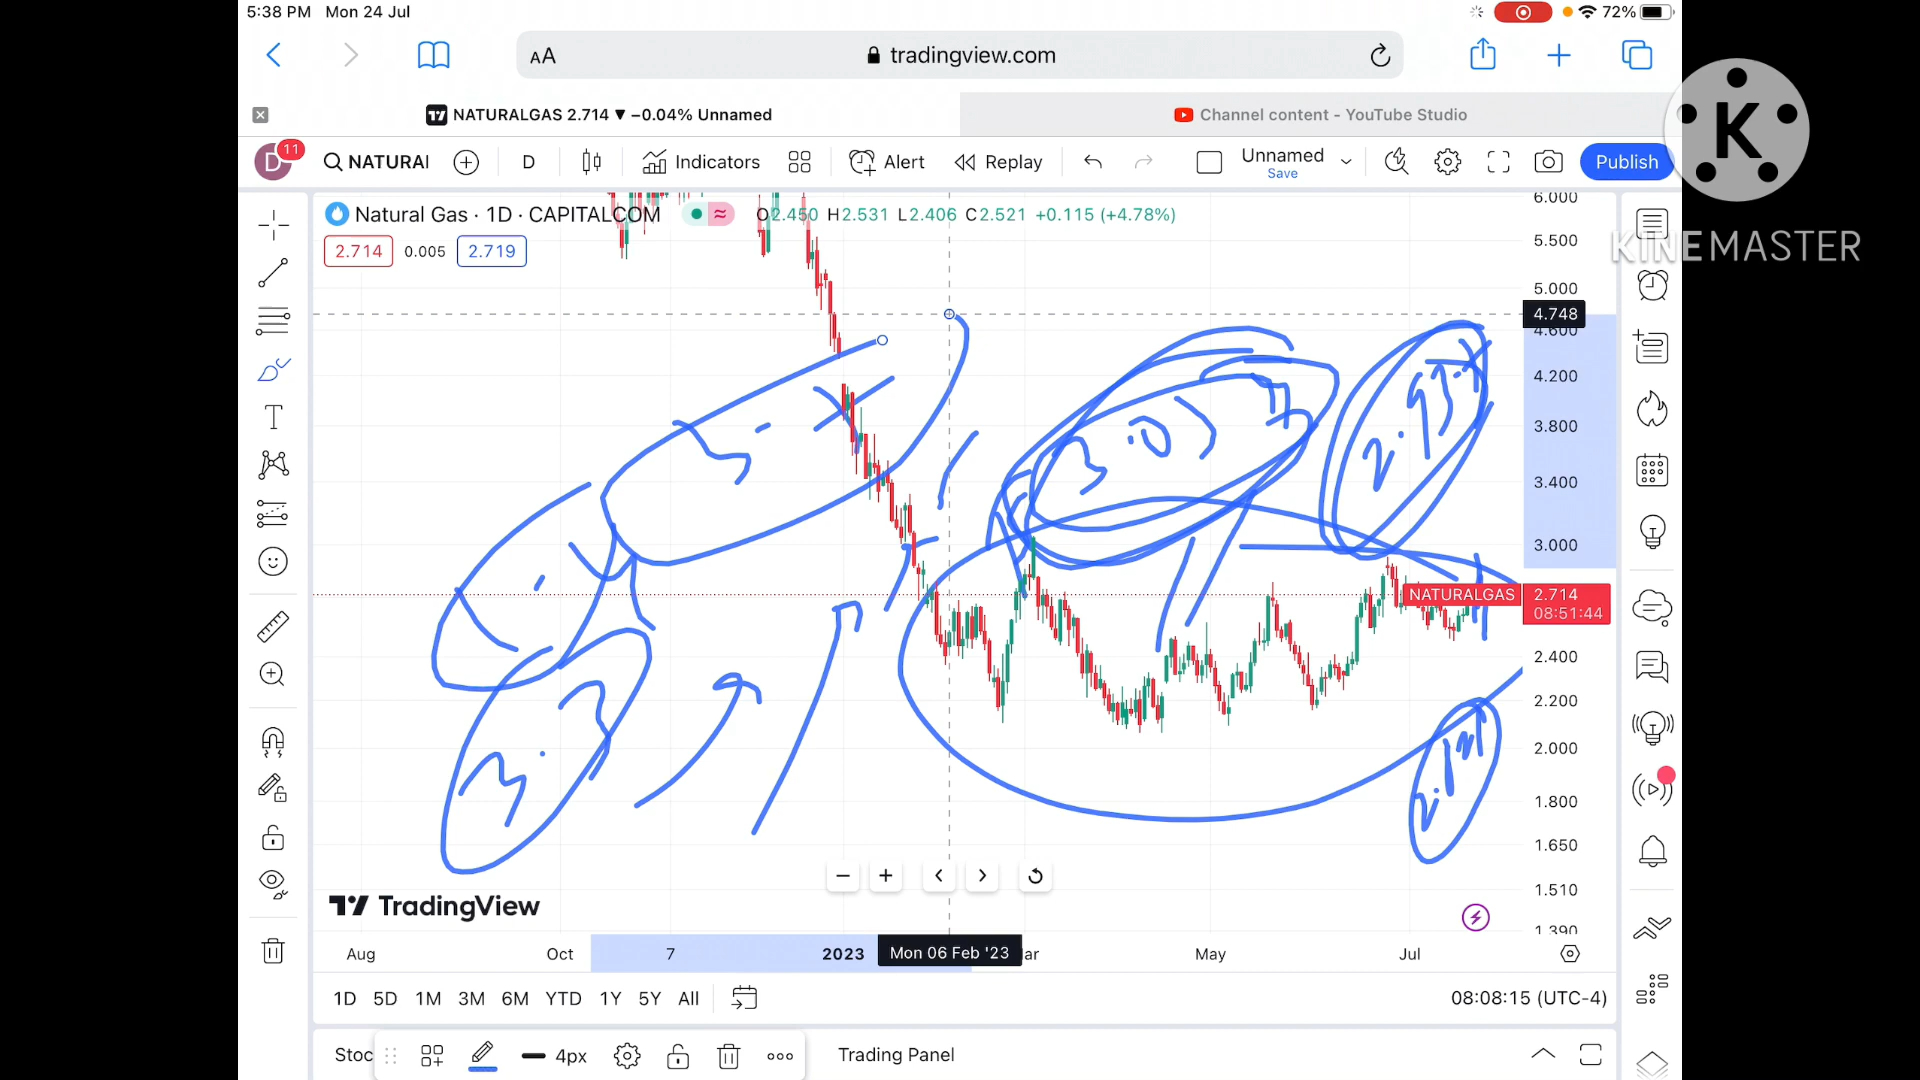 5:38 PM Mon 24 Jul
72%
AA
tradingview.com
NATURALGAS 2.714 ▼ −0.04% Unnamed
Channel content - YouTube Studio
K
D
11
NATURAI
D
Indicators
Alert
Replay
Unnamed
Save
Publish
KINEMASTER
Natural Gas · 1D · CAPITALCOM
O2.450 H2.531 L2.406 C2.521 +0.115 (+4.78%)
2.714
0.005
2.719
6.000
5.500
5.000
4.748
4.600
4.200
3.800
3.400
3.000
NATURALGAS
2.714
08:51:44
2.400
2.200
2.000
1.800
1.650
1.510
1.390
TradingView
Aug
Oct
7
2023
Mon 06 Feb '23
May
Jul
1D 5D 1M 3M 6M YTD 1Y 5Y All
08:08:15 (UTC-4)
Stoc
4px
Trading Panel